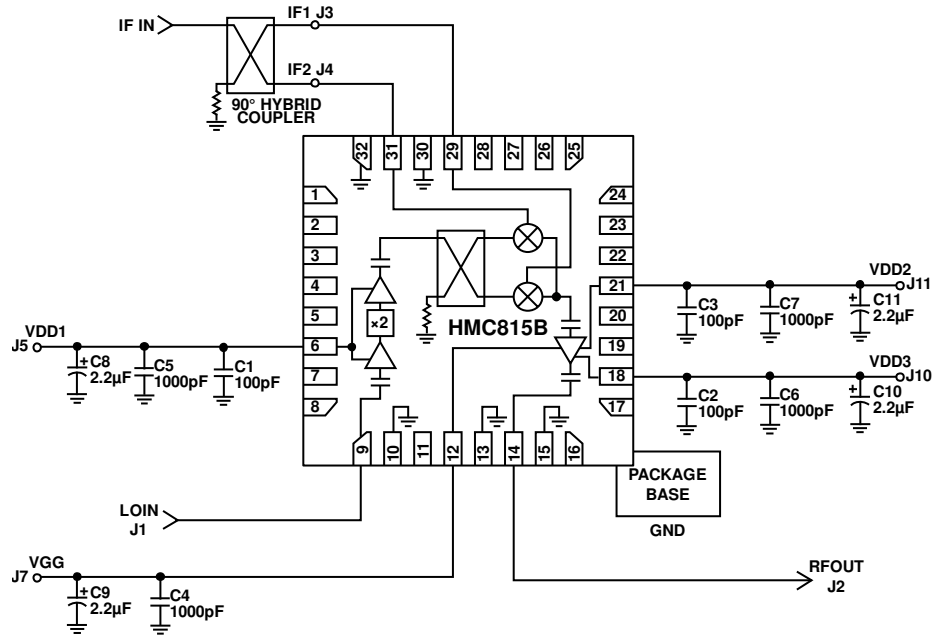 IF IN
IF1 J3
IF2 J4
90° HYBRID
COUPLER
32
31
30
29
28
27
26
25
1
2
3
4
5
6
7
8
24
23
22
21
20
19
18
17
×2
HMC815B
VDD1
J5
+
C8
2.2µF
C5
1000pF
C1
100pF
VDD2
J11
C3
100pF
C7
1000pF
+
C11
2.2µF
VDD3
J10
C2
100pF
C6
1000pF
+
C10
2.2µF
9
10
11
12
13
14
15
16
PACKAGE
BASE
GND
LOIN
J1
VGG
J7
+
C9
2.2µF
C4
1000pF
RFOUT
J2